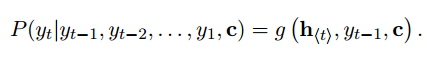 P(y_t|y_{t−1}, y_{t−2}, . . . , y_1, c) = g (h_{⟨t⟩}, y_{t−1}, c) .